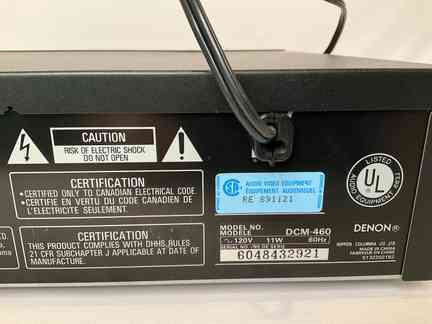 CAUTION
RISK OF ELECTRIC SHOCK
DO NOT OPEN
CERTIFICATION
•CERTIFIED ONLY TO CANADIAN ELECTRICAL CODE.
•CERTIFIE EN VERTU DU CODE CANADIEN DE
L'ELECTRICITE SEULEMENT.
CERTIFICATION
THIS PRODUCT COMPLIES WITH DHHS,RULES
21 CFR SUBCHAPTER J APPLICABLE AT DATE OF
MANUFACTURE.
AUDIO VIDEO EQUIPMENT
EQUIPEMENT AUDIOVISUEL
RE 891121
MODEL NO.
MODELE
DCM-460
~120V 11W 60Hz
SERIAL NO.
6048432921
LISTED
UL
AUDIO EQUIPMENT
DENON®
NIPPON COLUMBIA
MADE IN CHINA